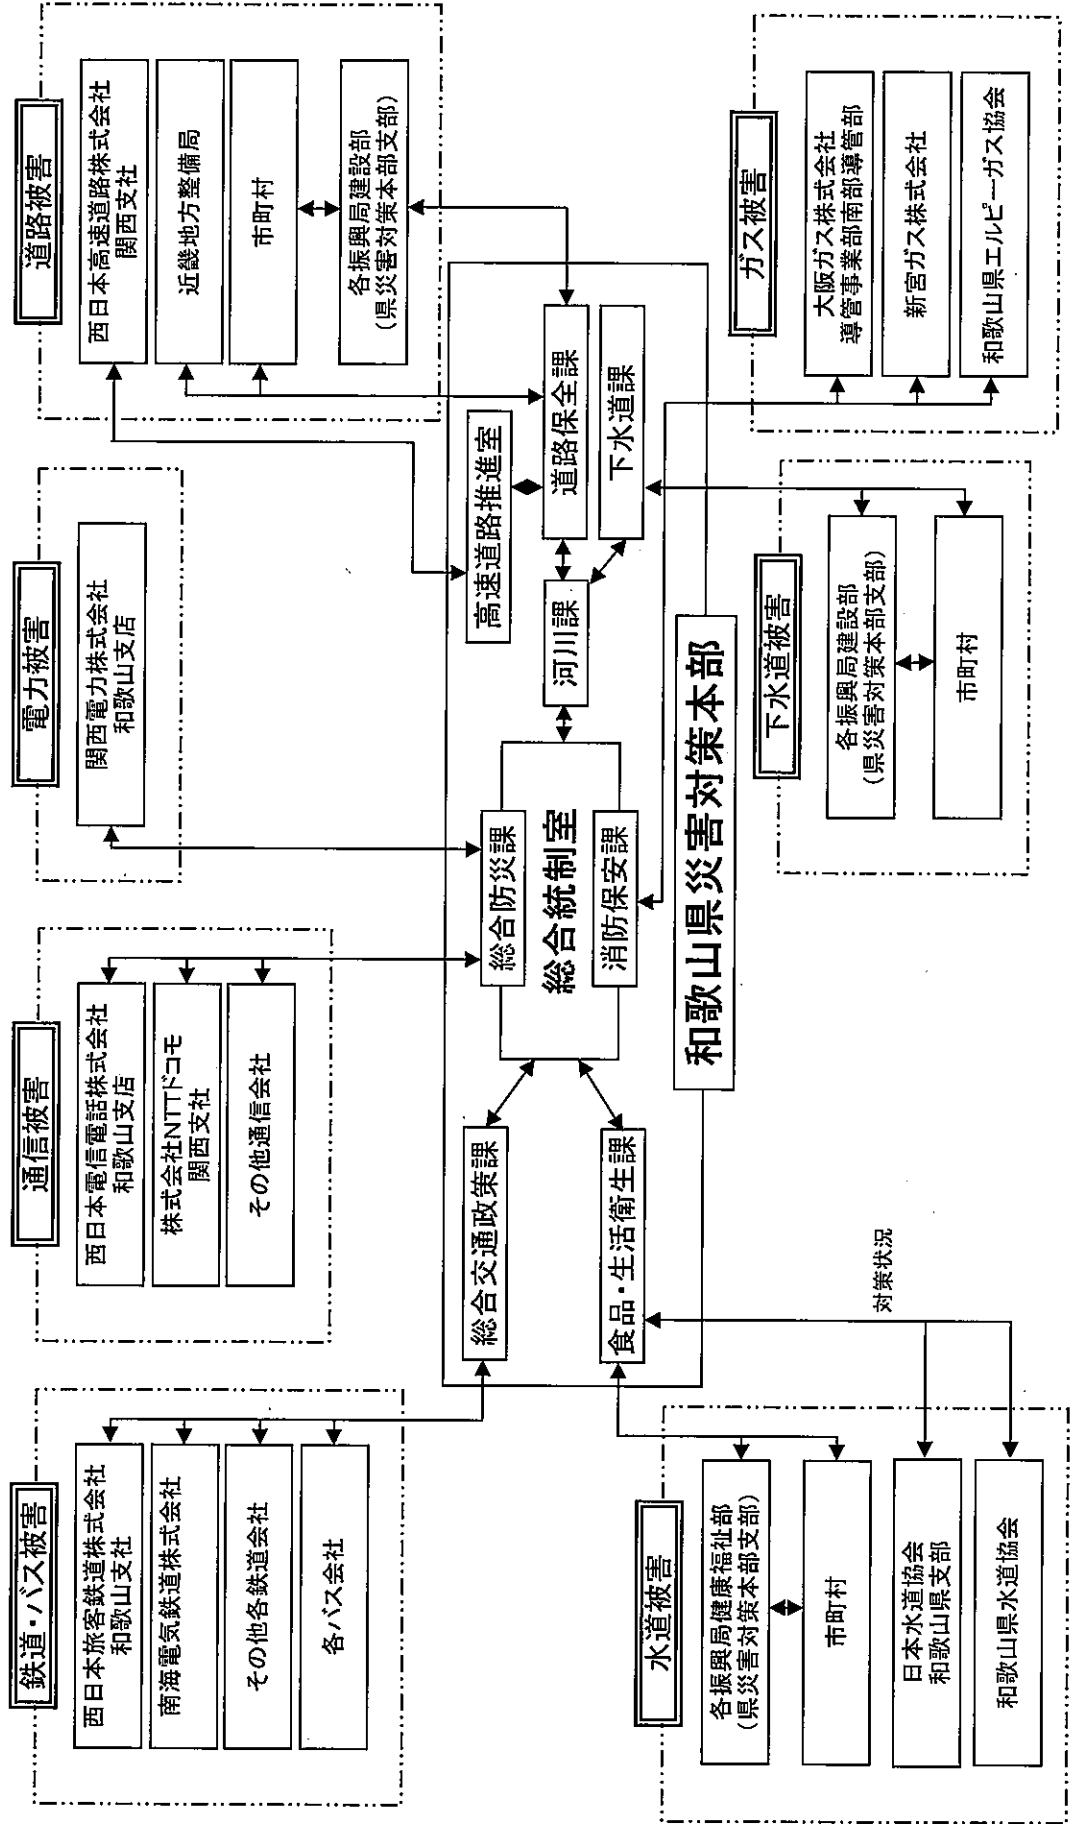 鉄道・バス被害
西日本旅客鉄道株式会社
和歌山支社
南海電気鉄道株式会社
その他各鉄道会社
各バス会社
通信被害
西日本電信電話株式会社
和歌山支店
株式会社NTTドコモ
関西支社
その他通信会社
電力被害
関西電力株式会社
和歌山支店
道路被害
西日本高速道路株式会社
関西支社
近畿地方整備局
市町村
各振興局建設部
(県災害対策本部支部)
総合交通政策課
食品・生活衛生課
総合防災課
総合統制室
消防保安課
河川課
高速道路推進室
道路保全課
下水道課
和歌山県災害対策本部
水道被害
各振興局健康福祉部
(県災害対策本部支部)
市町村
日本水道協会
和歌山県支部
和歌山県水道協会
対策状況
下水道被害
各振興局建設部
(県災害対策本部支部)
市町村
ガス被害
大阪ガス株式会社
導管事業部南部導管部
新宮ガス株式会社
和歌山県エルピーガス協会